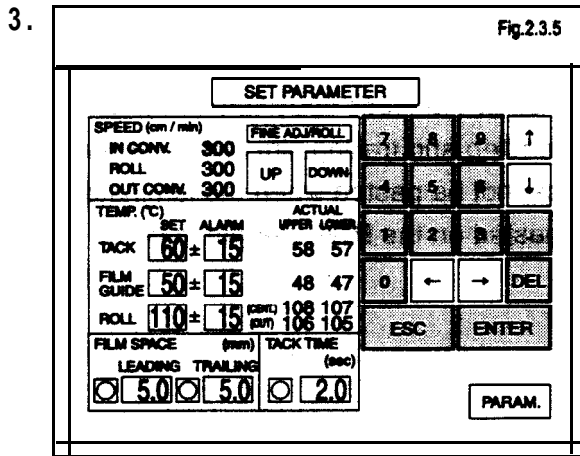 3.
Fig.2.3.5
SET PARAMETER
SPEED (cm / min)
FINE ADJ/ROLL
IN CONV. 300
ROLL 300
OUT CONV. 300
UP
DOWN
TEMP. (℃)
SET ALARM
ACTUAL
UPPER LOWER
TACK 60 ± 15 58 57
FILM GUIDE 50 ± 15 48 47
ROLL 110 ± 15 (CENT.) 108 107
(OUT) 106 105
FILM SPACE (mm)
LEADING TRAILING
5.0 5.0
TACK TIME
(sec)
2.0
7 8 9 ↑
4 5 6 ↓
1 2 3
0 ← → DEL
ESC ENTER
PARAM.